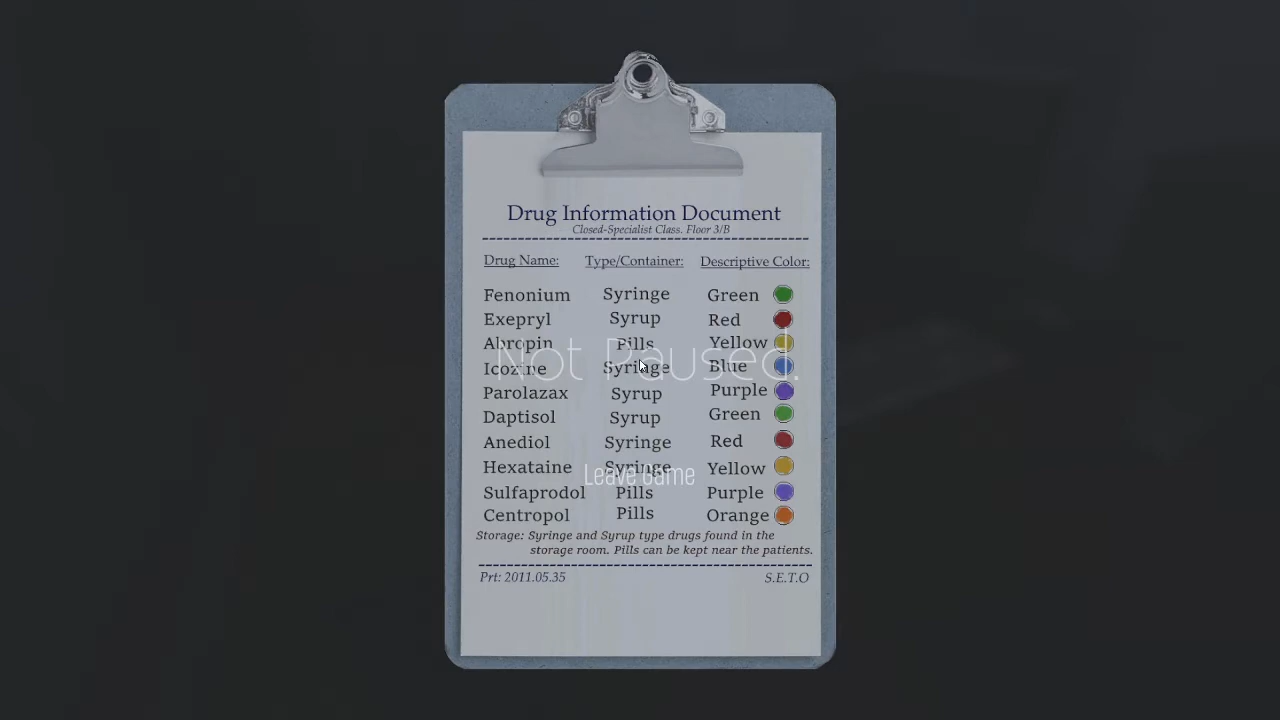 Drug Information Document
Closed-Specialist Class. Floor 3/B
Drug Name: Type/Container: Descriptive Color:
Fenonium Syringe Green
Exepryl Syrup Red
Abropin Pills Yellow
Not Paused.
Icozine Syringe Blue
Parolazax Syrup Purple
Daptisol Syrup Green
Anediol Syringe Red
Hexataine Syringe Yellow
Leave Game
Sulfaprodol Pills Purple
Centropol Pills Orange
Storage: Syringe and Syrup type drugs found in the
storage room. Pills can be kept near the patients.
Prt: 2011.05.35 S.E.T.O